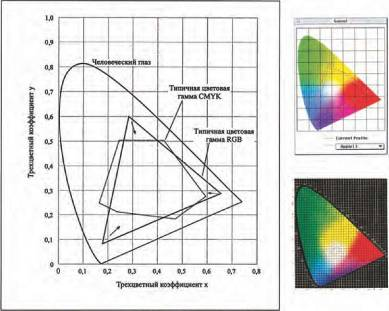 1,0
0,9
0,8
0,7
0,6
0,5
0,4
0,3
0,2
0,1
0
Трехцветный коэффициент y
Человеческий глаз
Типичная цветовая
гамма CMYK
Типичная цветовая
гамма RGB
0 0,1 0,2 0,3 0,4 0,5 0,6 0,7 0,8
Трехцветный коэффициент x
Current Profile: